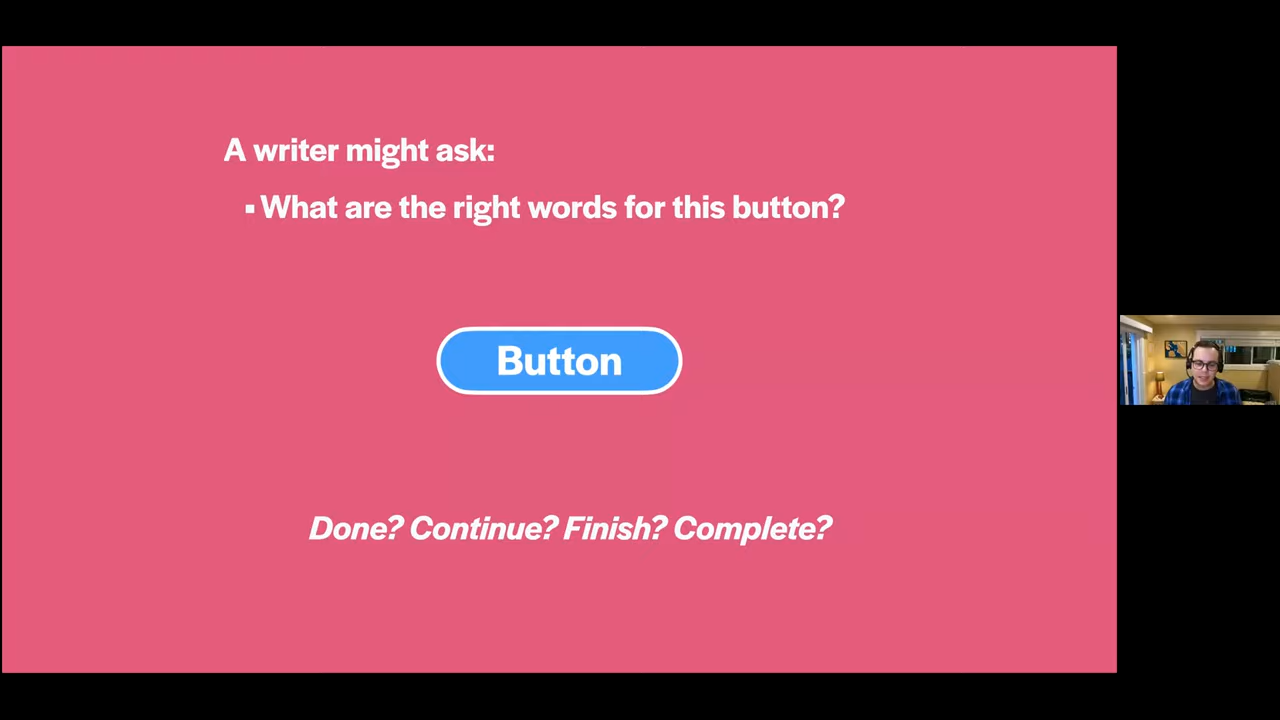 A writer might ask:
▪ What are the right words for this button?
Button
Done? Continue? Finish? Complete?